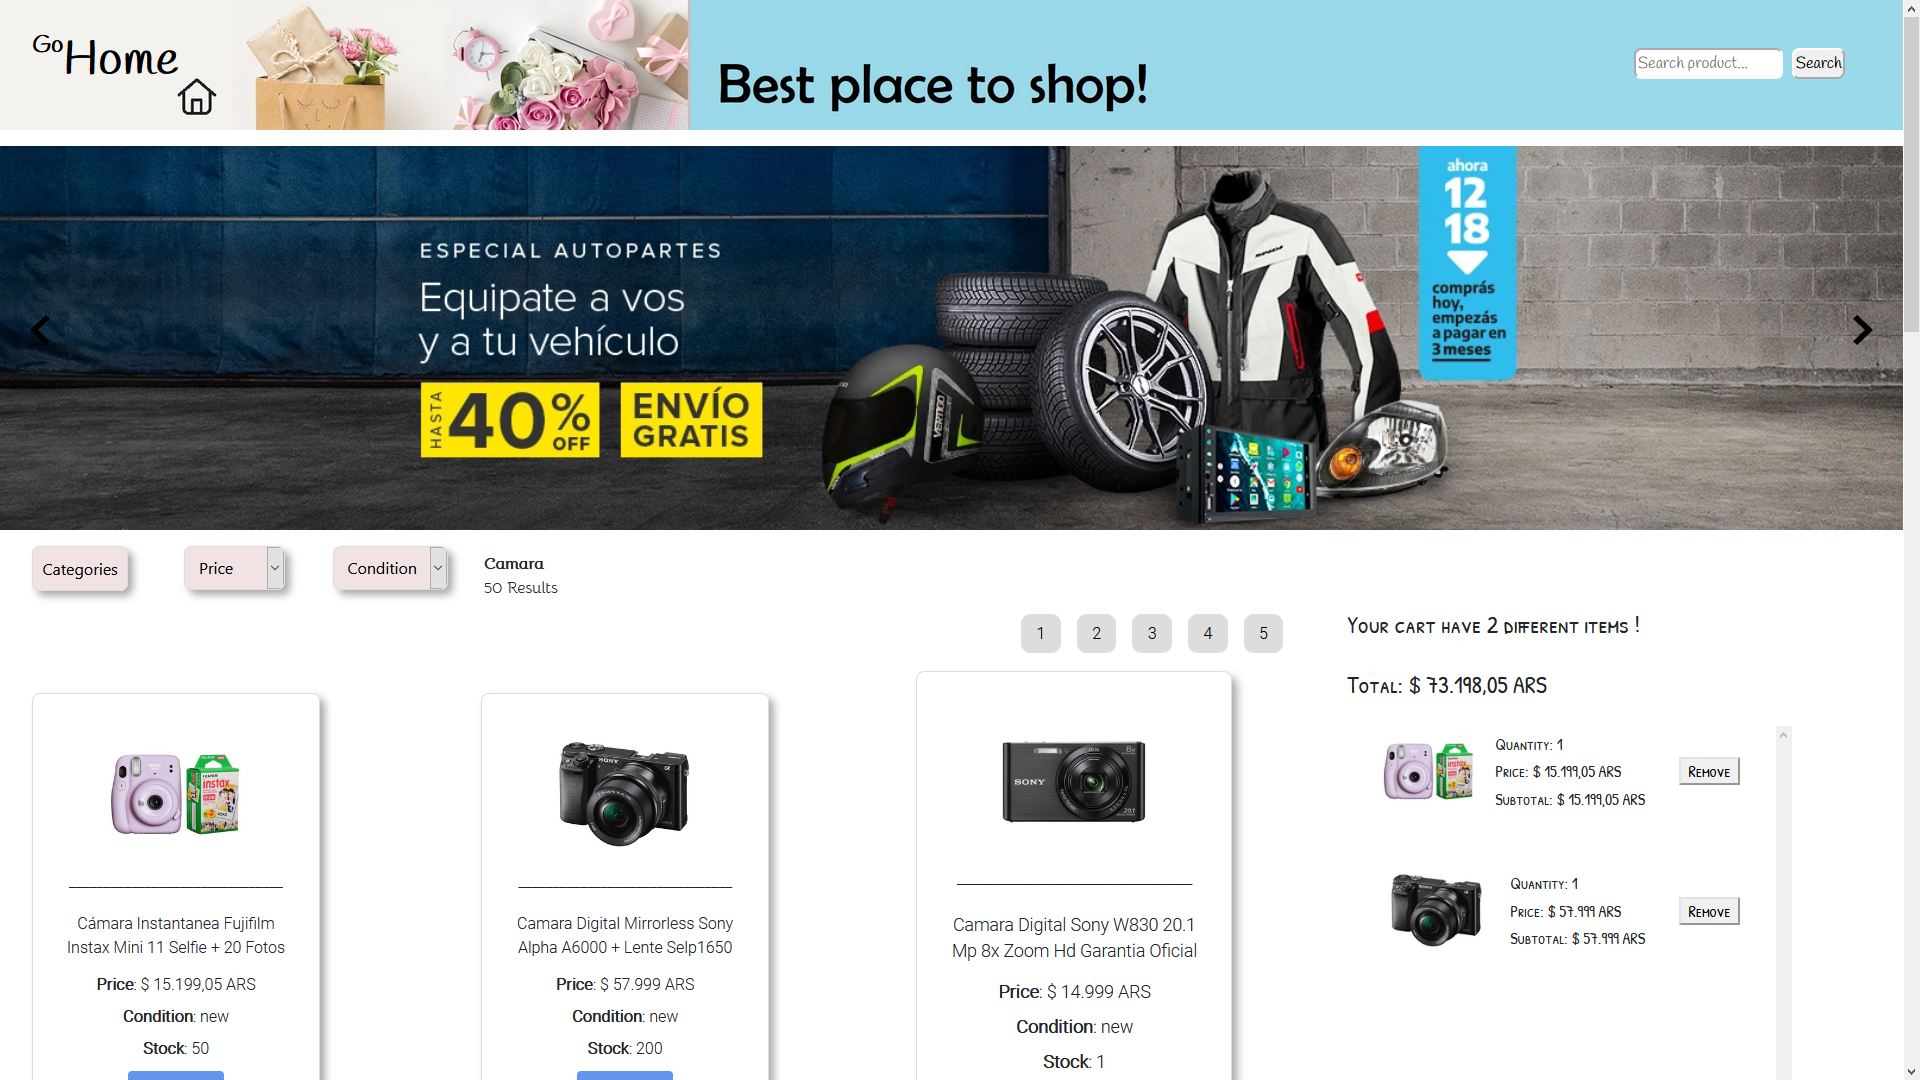 Go Home
Best place to shop!
Search product...
Search
ESPECIAL AUTOPARTES
Equipate a vos
y a tu vehículo
HASTA 40% OFF
ENVÍO
GRATIS
ahora
12
18
comprás
hoy,
empezás
a pagar en
3 meses
VERTIGO
Categories
Price
Condition
Camara
50 Results
1 2 3 4 5
Your cart have 2 different items !
Total: $ 73.198,05 ARS
Quantity: 1
Price: $ 15.199,05 ARS
Subtotal: $ 15.199,05 ARS
Remove
Quantity: 1
Price: $ 57.999 ARS
Subtotal: $ 57.999 ARS
Remove
instax
Cámara Instantanea Fujifilm
Instax Mini 11 Selfie + 20 Fotos
Price: $ 15.199,05 ARS
Condition: new
Stock: 50
SONY
Camara Digital Mirrorless Sony
Alpha A6000 + Lente Selp1650
Price: $ 57.999 ARS
Condition: new
Stock: 200
SONY
8x
20.1
Camara Digital Sony W830 20.1
Mp 8x Zoom Hd Garantia Oficial
Price: $ 14.999 ARS
Condition: new
Stock: 1